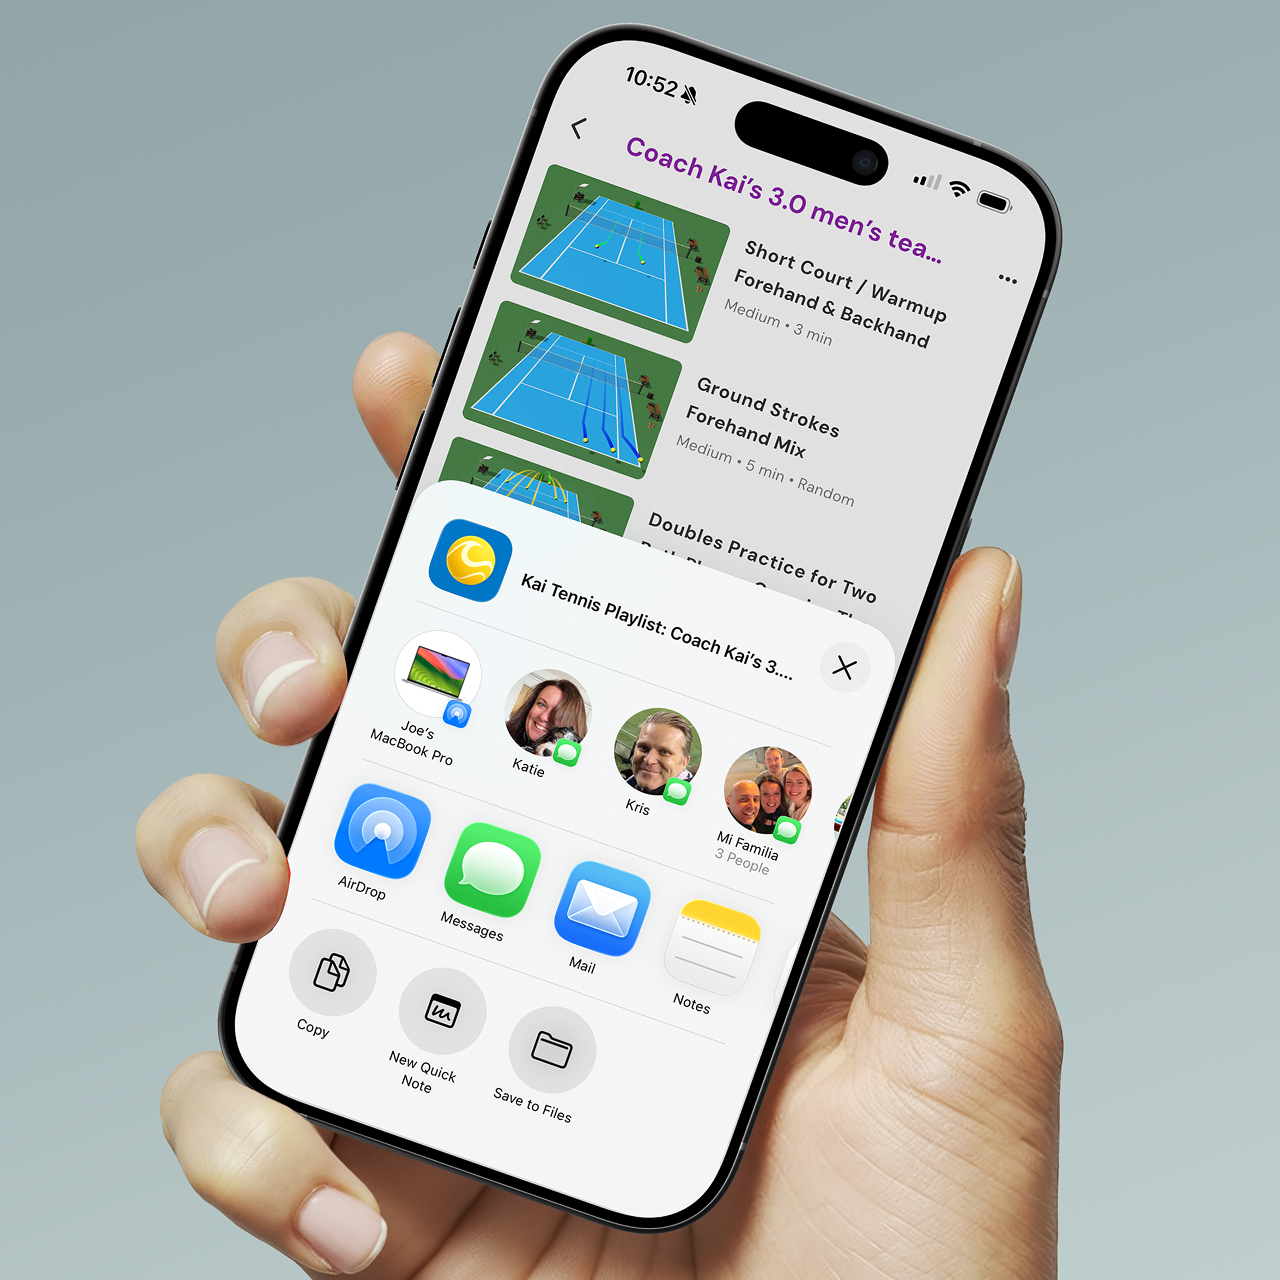 10:52
Coach Kai's 3.0 men's tea...
Short Court / Warmup
Forehand & Backhand
Medium • 3 min
Ground Strokes
Forehand Mix
Medium • 5 min • Random
Doubles Practice for Two
Kai Tennis Playlist: Coach Kai's 3....
Joe's
MacBook Pro
Katie
Kris
Mi Familia
3 People
AirDrop
Messages
Mail
Notes
Copy
New Quick
Note
Save to Files